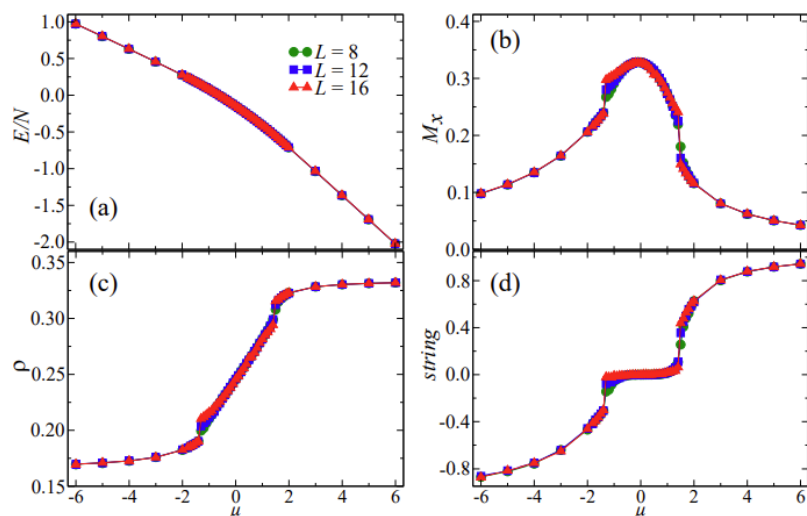 E/N
1.0
0.5
0.0
-0.5
-1.0
-1.5
-2.0
(a)
L = 8
L = 12
L = 16
Mx
0.4
0.3
0.2
0.1
0.0
(b)
ρ
0.35
0.30
0.25
0.20
0.15
(c)
-6 -4 -2 0 2 4 6
μ
string
0.8
0.4
0.0
-0.4
-0.8
(d)
-6 -4 -2 0 2 4 6
μ